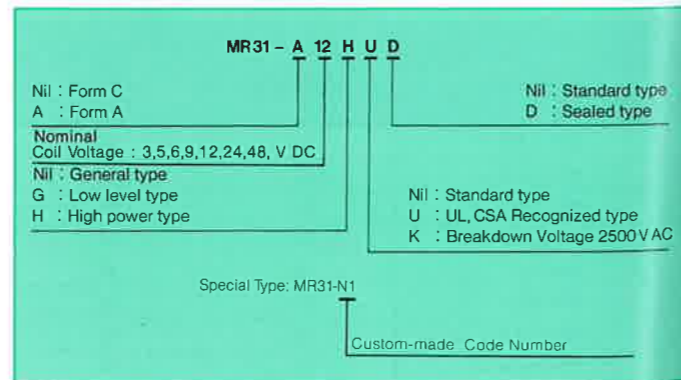 MR31 - A 12 H U D
Nil : Form C
A : Form A
Nil : Standard type
D : Sealed type
Nominal
Coil Voltage : 3,5,6,9,12,24,48, V DC
Nil : General type
G : Low level type
H : High power type
Nil : Standard type
U : UL, CSA Recognized type
K : Breakdown Voltage 2500 V AC
Special Type: MR31-N1
Custom-made Code Number